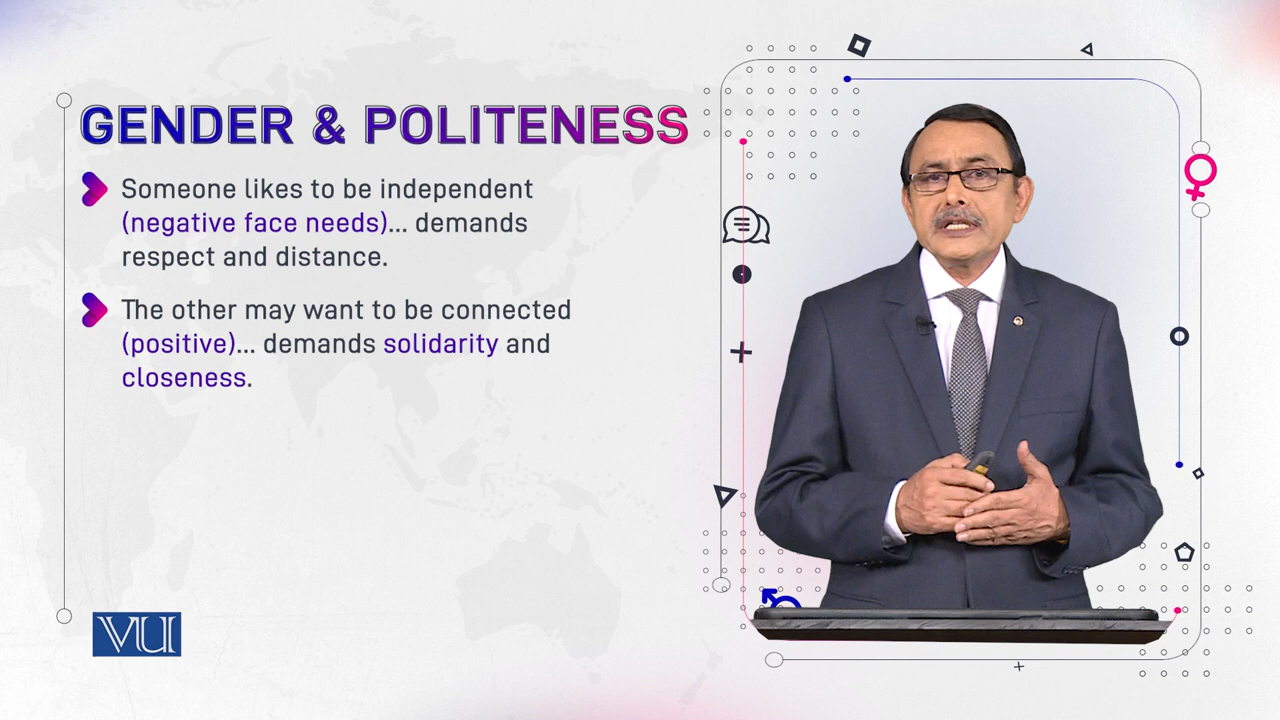 GENDER & POLITENESS
Someone likes to be independent
(negative face needs)... demands
respect and distance.
The other may want to be connected
(positive)... demands solidarity and
closeness.
VU